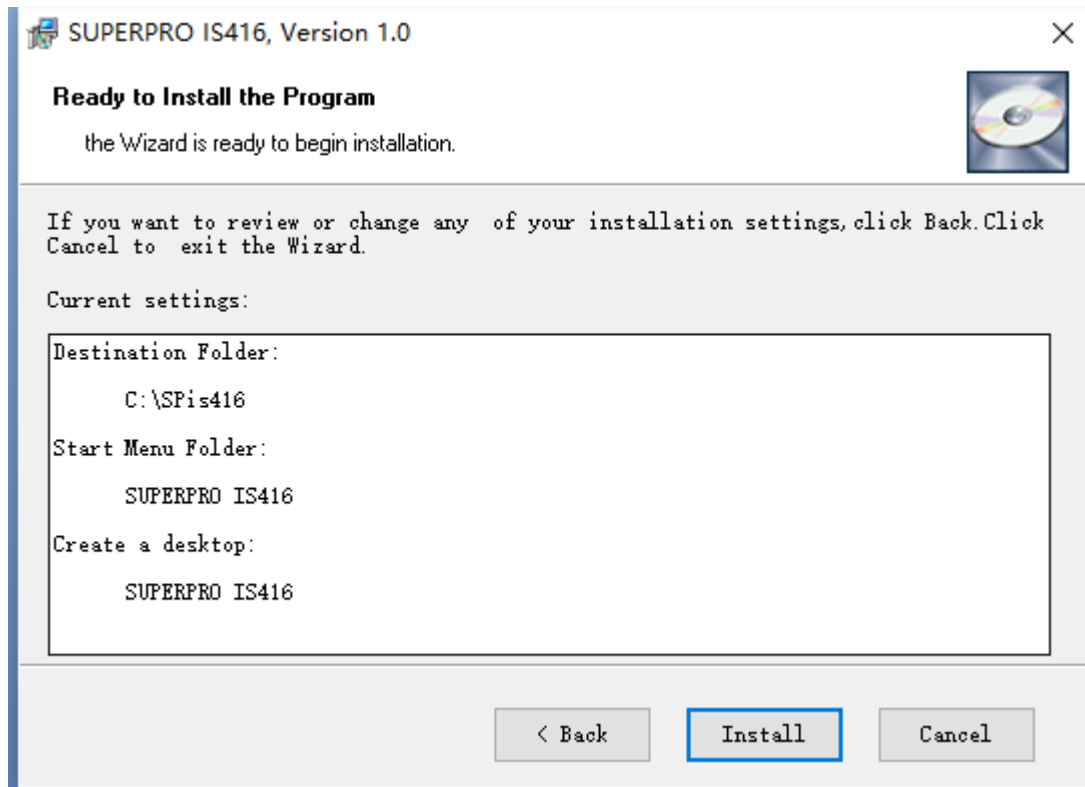 SUPERPRO IS416, Version 1.0
Ready to Install the Program
the Wizard is ready to begin installation.
If you want to review or change any  of your installation settings,click Back.Click
Cancel to  exit the Wizard.
Current settings:
Destination Folder:
C:\SPis416
Start Menu Folder:
SUPERPRO IS416
Create a desktop:
SUPERPRO IS416
< Back
Install
Cancel